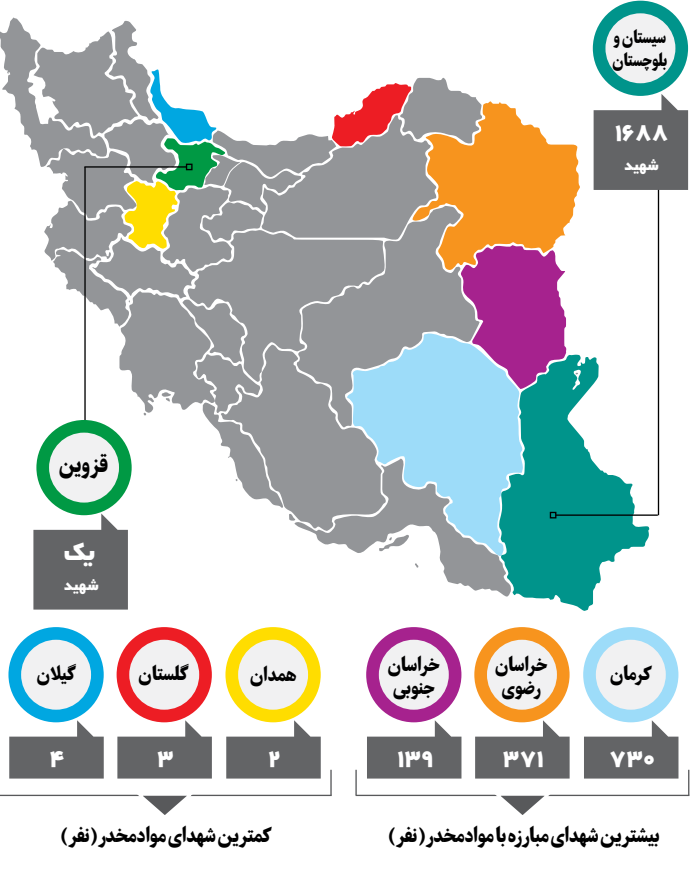 سیستان و
بلوچستان
۱۶۸۸
شهید
قزوین
یک
شهید
کرمان
۷۳۰
خراسان
رضوی
۳۷۱
خراسان
جنوبی
۱۳۹
بیشترین شهدای مبارزه با موادمخدر (نفر)
همدان
۲
گلستان
۳
گیلان
۴
کمترین شهدای موادمخدر (نفر)